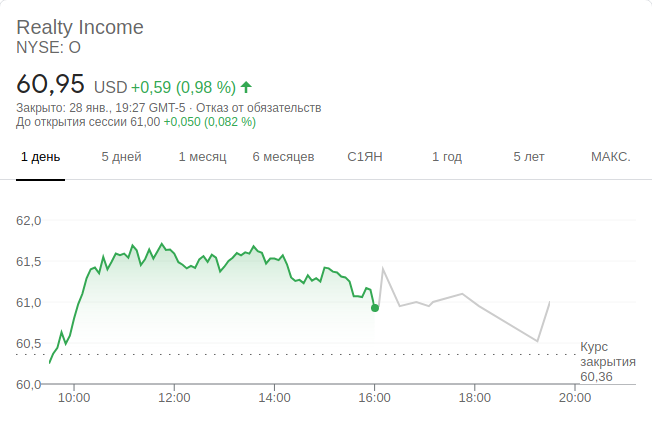 Realty Income
NYSE: O
60,95 USD +0,59 (0,98 %)
Закрыто: 28 янв., 19:27 GMT-5 · Отказ от обязательств
До открытия сессии 61,00 +0,050 (0,082 %)
1 день 5 дней 1 месяц 6 месяцев С1ЯН 1 год 5 лет МАКС.
62,0
61,5
61,0
60,5
60,0
Курс
закрытия
60,36
10:00 12:00 14:00 16:00 18:00 20:00